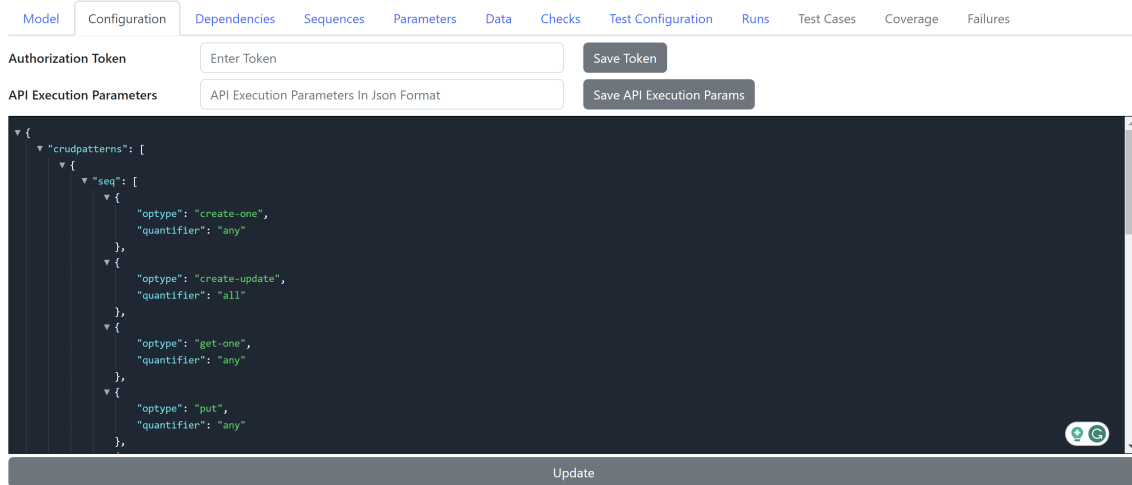 Model Configuration Dependencies Sequences Parameters Data Checks Test Configuration Runs Test Cases Coverage Failures
Authorization Token Enter Token Save Token
API Execution Parameters API Execution Parameters In Json Format Save API Execution Params
{
"crudpatterns": [
{
"seq": [
{
"optype": "create-one",
"quantifier": "any"
},
{
"optype": "create-update",
"quantifier": "all"
},
{
"optype": "get-one",
"quantifier": "any"
},
{
"optype": "put",
"quantifier": "any"
},
Update